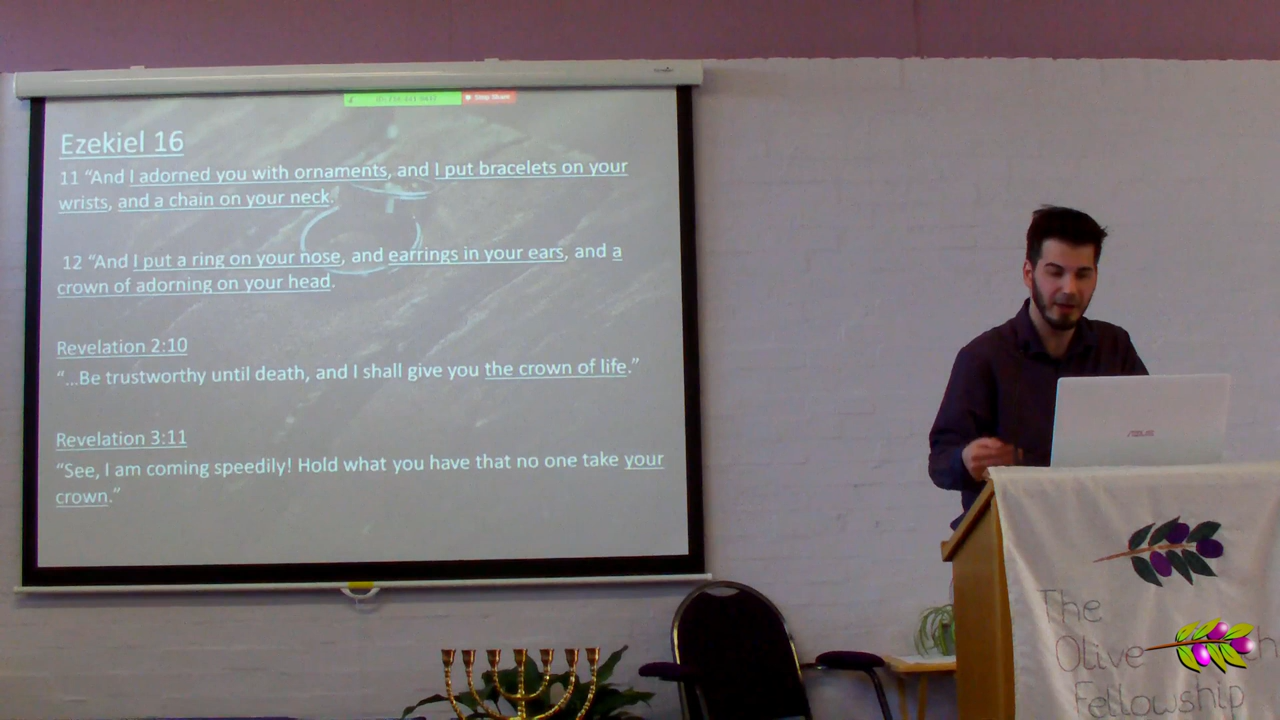 Stop Share
Ezekiel 16
11 “And I adorned you with ornaments, and I put bracelets on your
wrists, and a chain on your neck.
12 “And I put a ring on your nose, and earrings in your ears, and a
crown of adorning on your head.
Revelation 2:10
“...Be trustworthy until death, and I shall give you the crown of life.”
Revelation 3:11
“See, I am coming speedily! Hold what you have that no one take your
crown.”
ASUS
The
Olive
Fellowship